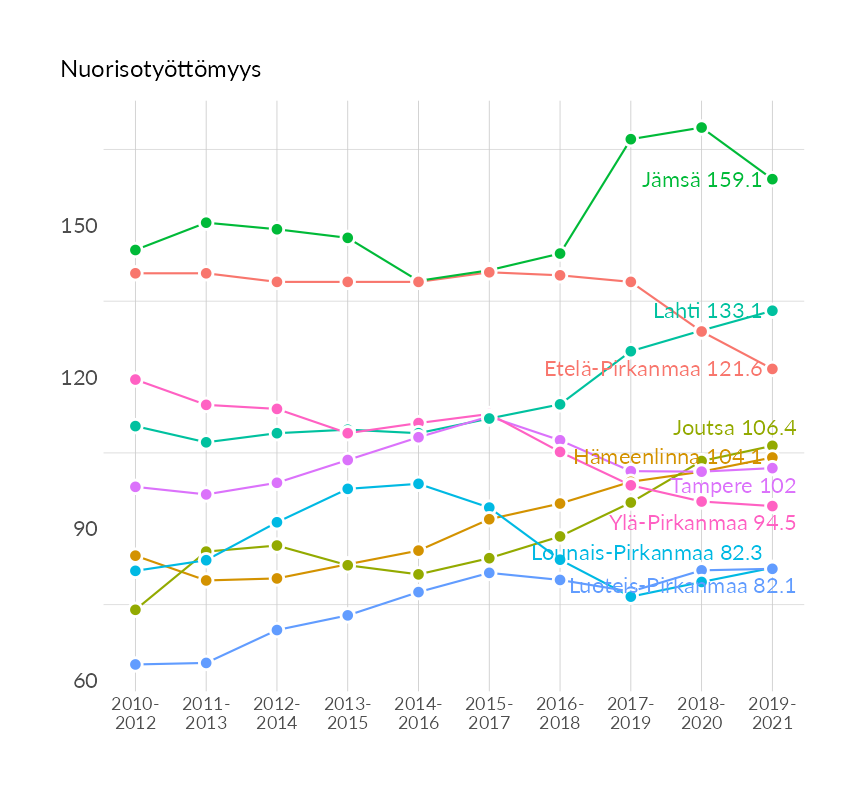 Nuorisotyöttömyys
Jämsä 159.1
150
Lahti 133.1
Etelä-Pirkanmaa 121.6
120
Joutsa 106.4
Hämeenlinna 104.1
Tampere 102
Ylä-Pirkanmaa 94.5
90
Lounais-Pirkanmaa 82.3
Luoteis-Pirkanmaa 82.1
60
2010- 2011- 2012- 2013- 2014- 2015- 2016- 2017- 2018- 2019-
2012 2013 2014 2015 2016 2017 2018 2019 2020 2021